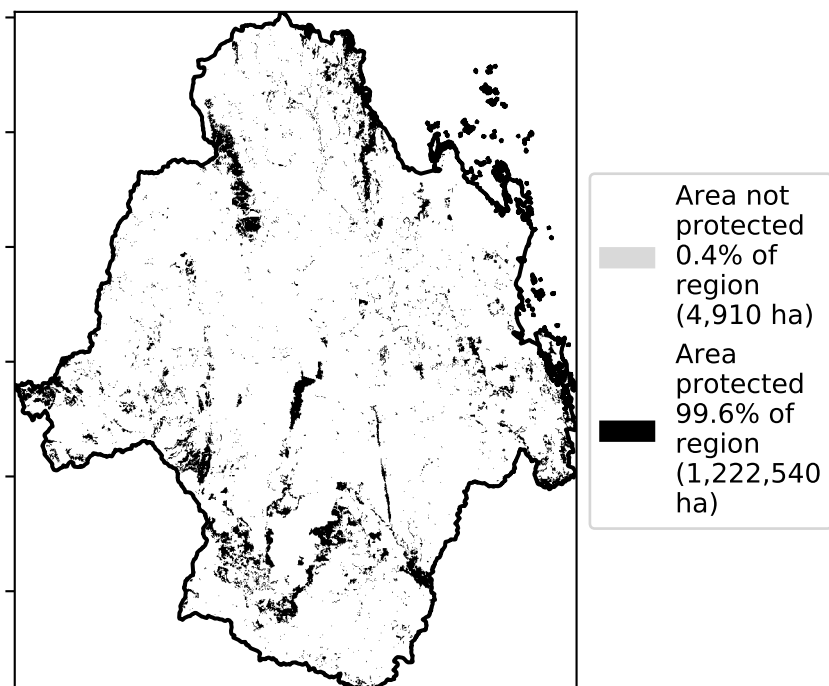 Area not
protected
0.4% of
region
(4,910 ha)
Area
protected
99.6% of
region
(1,222,540
ha)